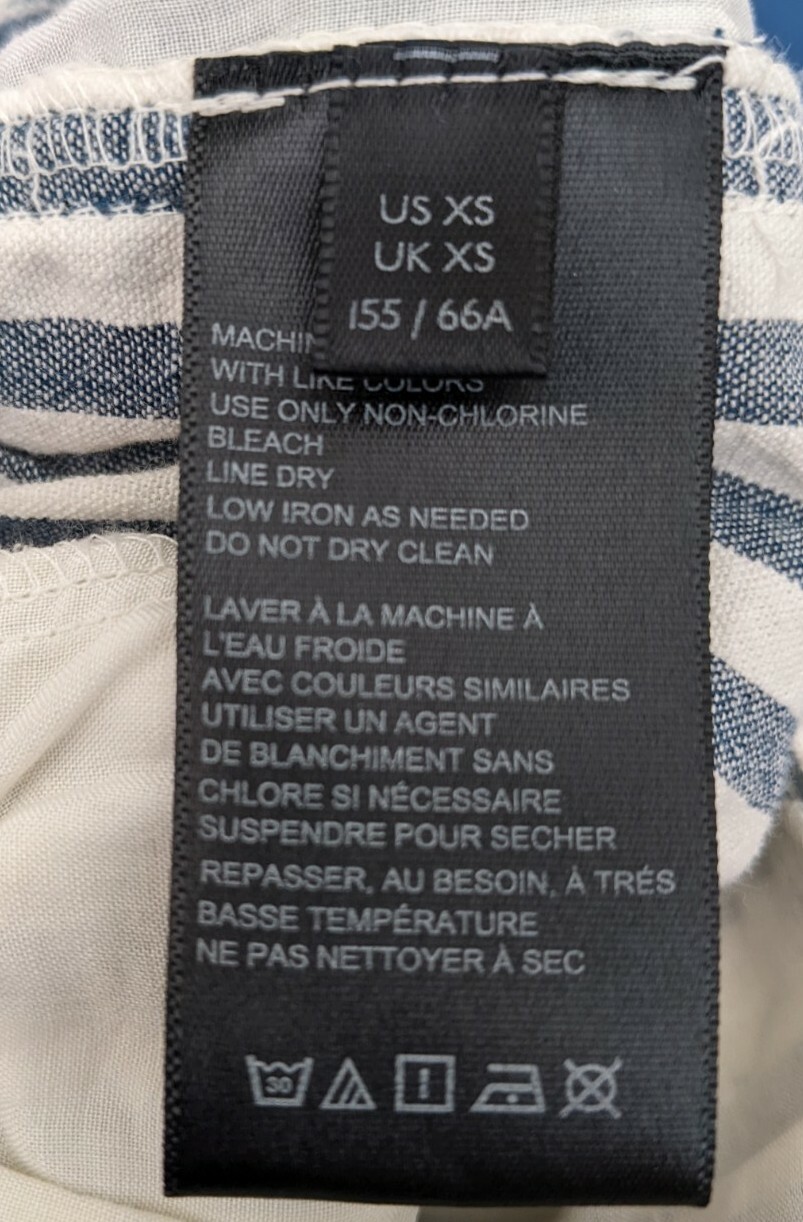 US XS
UK XS
155 / 66A
WITH LIKE COLORS
USE ONLY NON-CHLORINE
BLEACH
LINE DRY
LOW IRON AS NEEDED
DO NOT DRY CLEAN
LAVER À LA MACHINE À
L'EAU FROIDE
AVEC COULEURS SIMILAIRES
UTILISER UN AGENT
DE BLANCHIMENT SANS
CHLORE SI NÉCESSAIRE
SUSPENDRE POUR SECHER
REPASSER, AU BESOIN, À TRÉS
BASSE TEMPÉRATURE
NE PAS NETTOYER À SEC
30